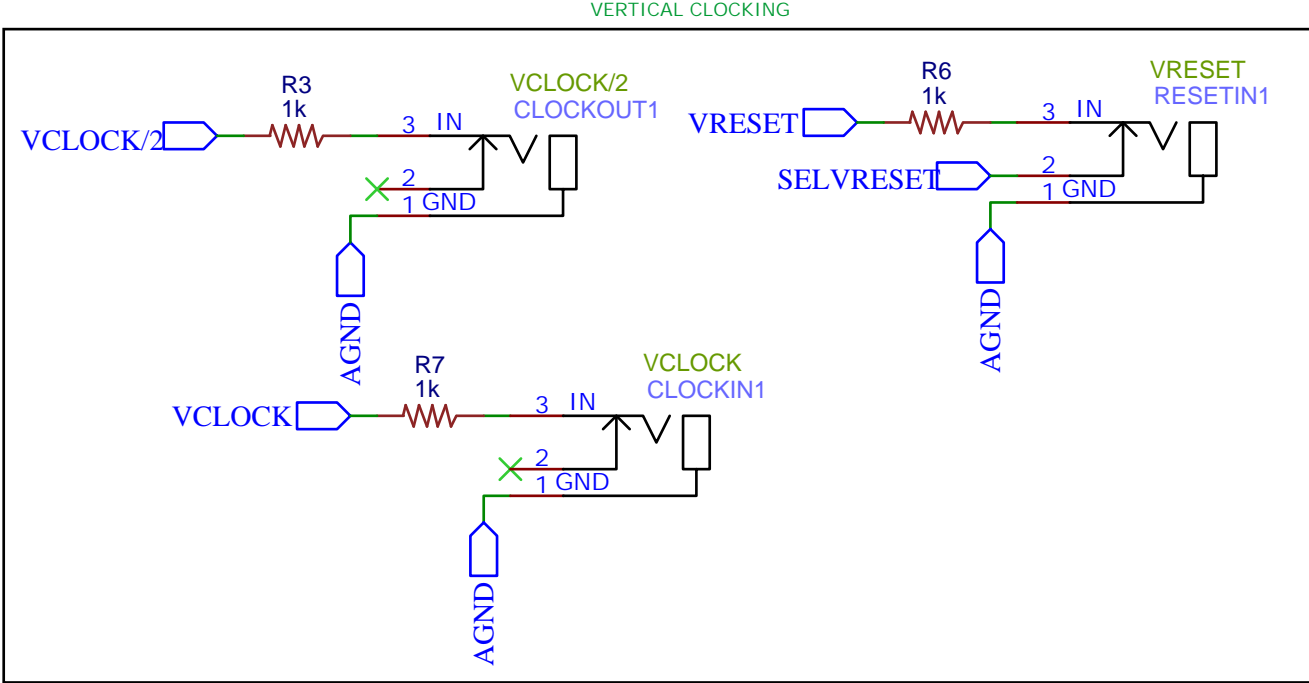 VERTICAL CLOCKING
R3
1k
VCLOCK/2
CLOCKOUT1
VCLOCK/2
3 IN
2
1 GND
AGND
R6
1k
VRESET
RESETIN1
VRESET
3 IN
SELVRESET
2
1 GND
AGND
R7
1k
VCLOCK
CLOCKIN1
VCLOCK
3 IN
2
1 GND
AGND